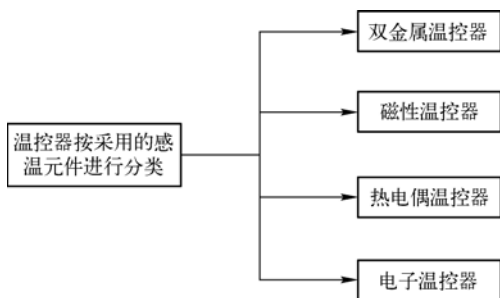 双金属温控器
磁性温控器
温控器按采用的感
温元件进行分类
热电偶温控器
电子温控器